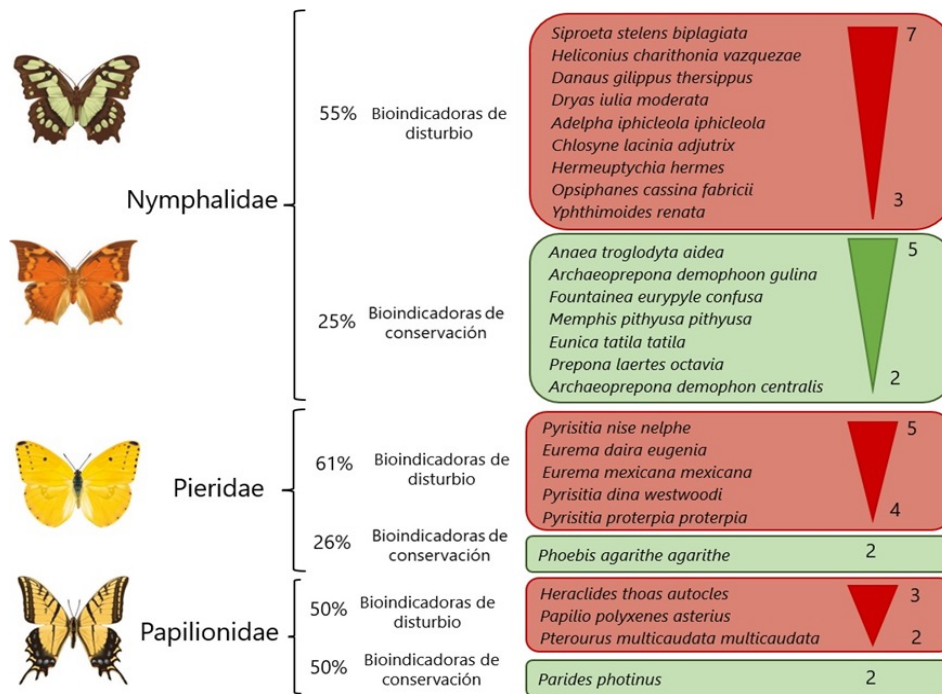 Nymphalidae
55%
Bioindicadoras de
disturbio
Siproeta stelens biplagiata
Heliconius charithonia vazquezae
Danaus gilippus thersippus
Dryas iulia moderata
Adelpha iphicleola iphicleola
Chlosyne lacinia adjutrix
Hermeuptychia hermes
Opsiphanes cassina fabricii
Yphthimoides renata
7
3
25%
Bioindicadoras de
conservación
Anaea troglodyta aidea
Archaeoprepona demophoon gulina
Fountainea eurypyle confusa
Memphis pithyusa pithyusa
Eunica tatila tatila
Prepona laertes octavia
Archaeoprepona demophon centralis
5
2
Pieridae
61%
Bioindicadoras de
disturbio
Pyrisitia nise nelphe
Eurema daira eugenia
Eurema mexicana mexicana
Pyrisitia dina westwoodi
Pyrisitia proterpia proterpia
5
4
26%
Bioindicadoras
de conservación
Phoebis agarithe agarithe
2
Papilionidae
50%
Bioindicadoras de
disturbio
Heraclides thoas autocles
Papilio polyxenes asterius
Pterourus multicaudata multicaudata
3
2
50%
Bioindicadoras de
conservación
Parides photinus
2